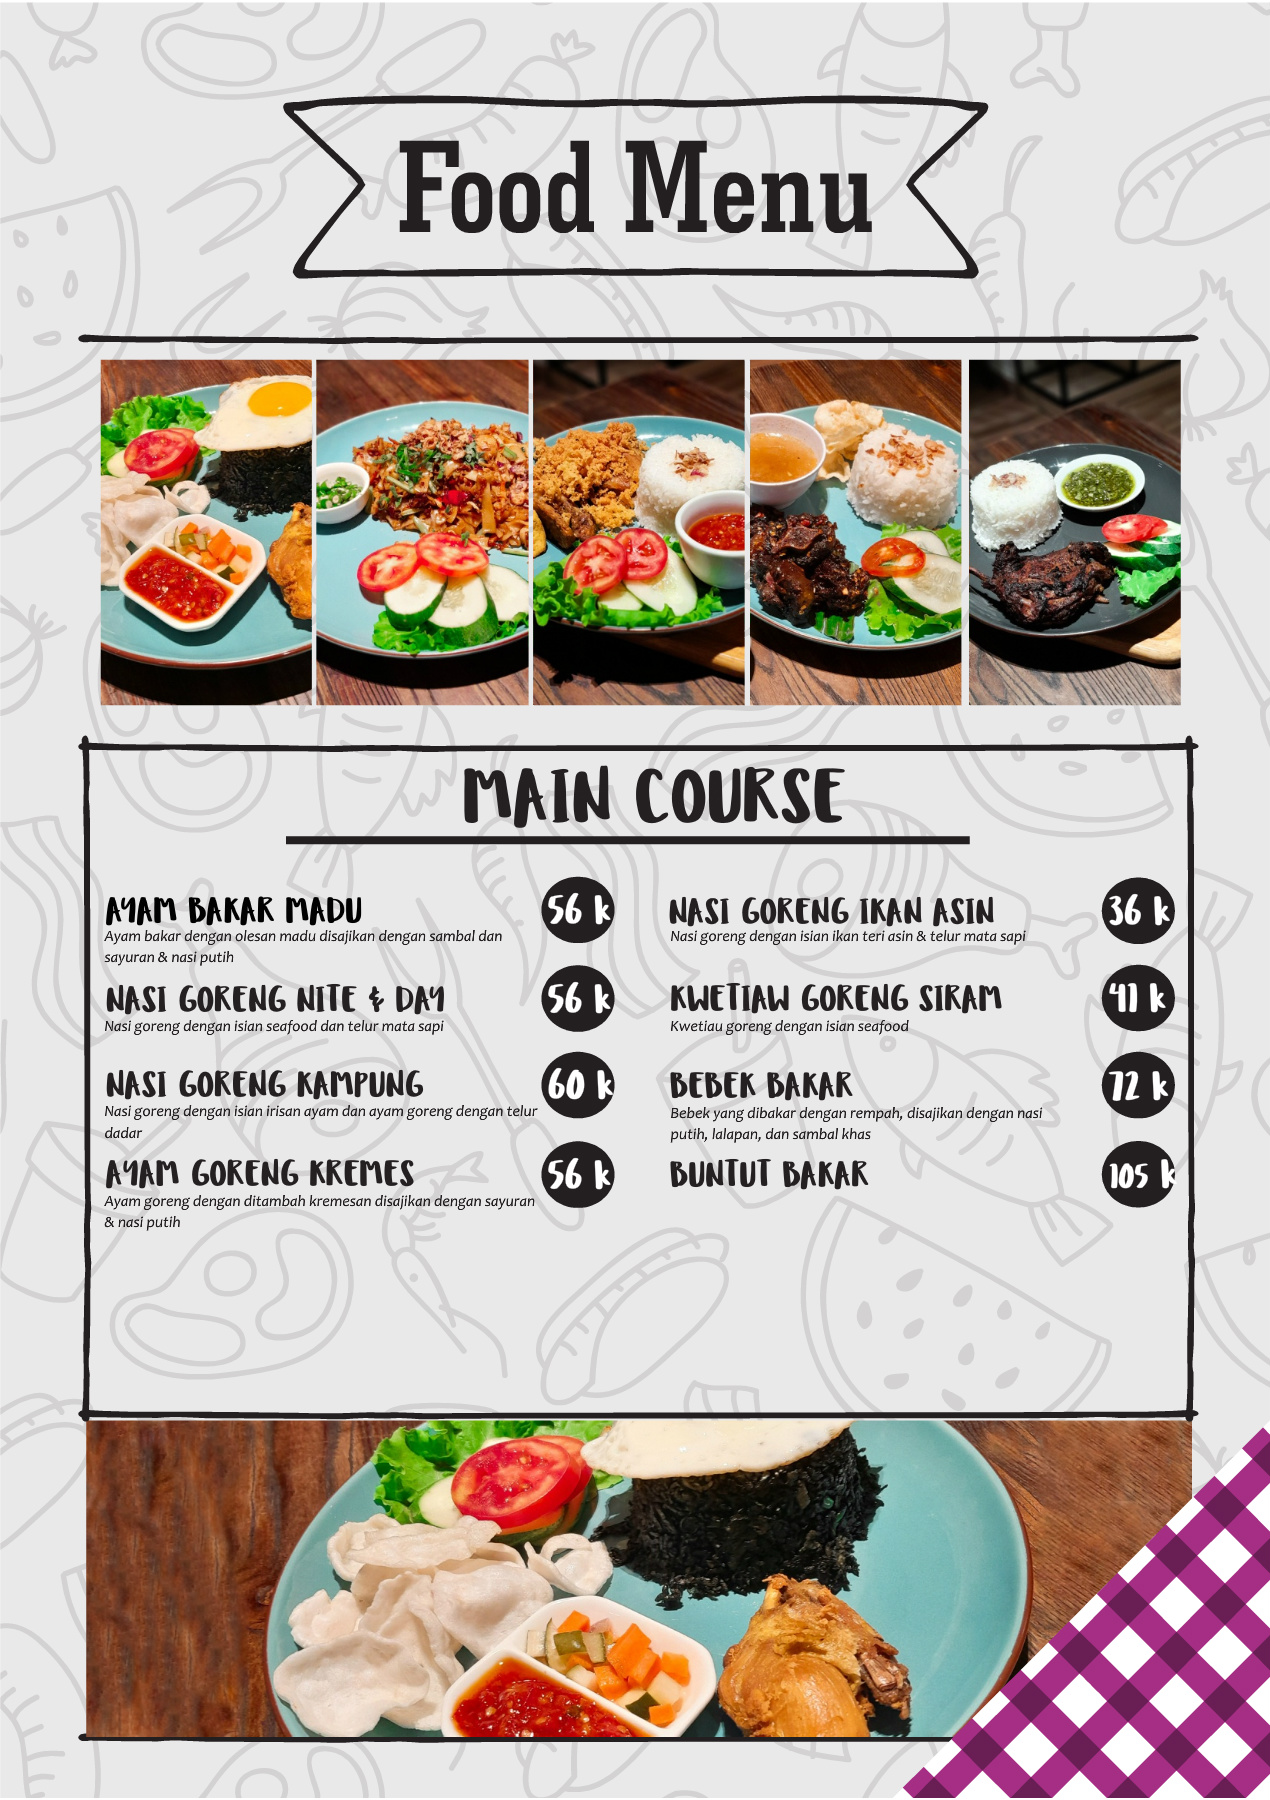 Food Menu
MAIN COURSE
AYAM BAKAR MADU 56 k
Ayam bakar dengan olesan madu disajikan dengan sambal dan
sayuran & nasi putih
NASI GORENG NITE & DAY 56 k
Nasi goreng dengan isian seafood dan telur mata sapi
NASI GORENG KAMPUNG 60 k
Nasi goreng dengan isian irisan ayam dan ayam goreng dengan telur
dadar
AYAM GORENG KREMES 56 k
Ayam goreng dengan ditambah kremesan disajikan dengan sayuran
& nasi putih
NASI GORENG IKAN ASIN 36 k
Nasi goreng dengan isian ikan teri asin & telur mata sapi
KWETIAW GORENG SIRAM 41 k
Kwetiau goreng dengan isian seafood
BEBEK BAKAR 72 k
Bebek yang dibakar dengan rempah, disajikan dengan nasi
putih, lalapan, dan sambal khas
BUNTUT BAKAR 105 k